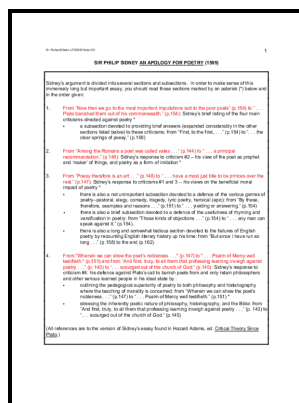 1
SIR PHILIP SIDNEY AN APOLOGY FOR POETRY (1595)
Sidney's argument is divided into several sections and subsections. In order to make sense of this
immensely long but important essay, you should read those sections marked by an asterisk (*) below and
in the order given:
1. From "Now then we go to the most important imputations laid to the poor poets" (p.154) to ". . .
Plato banished them out of his commonwealth." (p.154): Sidney's brief listing of the four main
criticisms directed against poetry *
• a subsection devoted to providing brief answers (expanded considerably in the other
sections listed below) to these criticisms: from "First, to the first, . . ." (p.154) to ". . . the
clear springs of poesy." (p.158)
2. From "Among the Romans a poet was called vates . . ." (p.144) to ". . . a principal
recommendation." (p.148): Sidney's response to criticism #2 – his view of the poet as prophet
and 'maker' of things, and poetry as a form of imitation *
3. From "Poesy therefore is an art . . ." (p.146) to ". . . have a most just title to be princes over the
rest." (p.147): Sidney's response to criticisms #1 and 3 – his views on the beneficial moral
impact of poetry *
• there is also a not unimportant subsection devoted to a defence of the various genres of
poetry–pastoral, elegy, comedy, tragedy, lyric poetry, heroical (epic): from "By these,
therefore, examples and reasons . . ." (p.151) to ". . . yielding or answering." (p.154)
• there is also a brief subsection devoted to a defence of the usefulness of rhyming and
versification in poetry: from "Those kinds of objections . . ." (p.154) to ". . . any man can
speak against it." (p.154).
• there is also a long and somewhat tedious section devoted to the failures of English
poetry by recounting English literary history up his time: from "But since I have run so
long . . ." (p.158) to the end (p.162)
4. From "Wherein we can show the poet's nobleness . . ." (p.147) to ". . . Psalm of Mercy well
testifieth." (p.151) and from "And first, truly, to all them that professing learning inveigh against
poetry . . ." (p. 143) to ". . . scourged out of the church of God." (p.145): Sidney's response to
criticism #4: his defence against Plato's call to banish poets from and only retain philosophers
and other serious learned people in his ideal state by:
• outlining the pedagogical superiority of poetry to both philosophy and historiography
where the teaching of morality is concerned: from "Wherein we can show the poet's
nobleness . . ." (p.147) to ". . . Psalm of Mercy well testifieth." (p.151) *
• stressing the inherently poetic nature of philosophy, historiography, and the Bible: from
"And first, truly, to all them that professing learning inveigh against poetry . . ." (p. 143) to
". . . scourged out of the church of God." (p.145)
(All references are to the version of Sidney's essay found in Hazard Adams, ed. Critical Theory Since
Plato.)